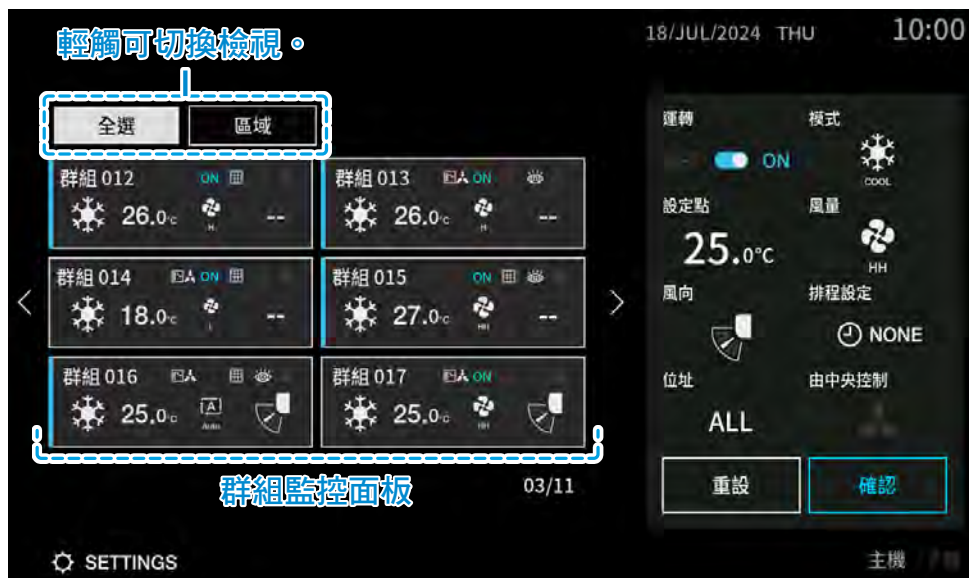 輕觸可切換檢視。
18/JUL/2024 THU 10:00
全選 區域
群組 012 ON
26.0°C H --
群組 013 ON
26.0°C H --
群組 014 ON
18.0°C L --
群組 015 ON
27.0°C HH --
群組 016
25.0°C A Auto
群組 017 ON
25.0°C HH
群組監控面板
03/11
運轉 模式
ON COOL
設定點 風量
25.0°C HH
風向 排程設定
NONE
位址 由中央控制
ALL
重設 確認
SETTINGS 主機